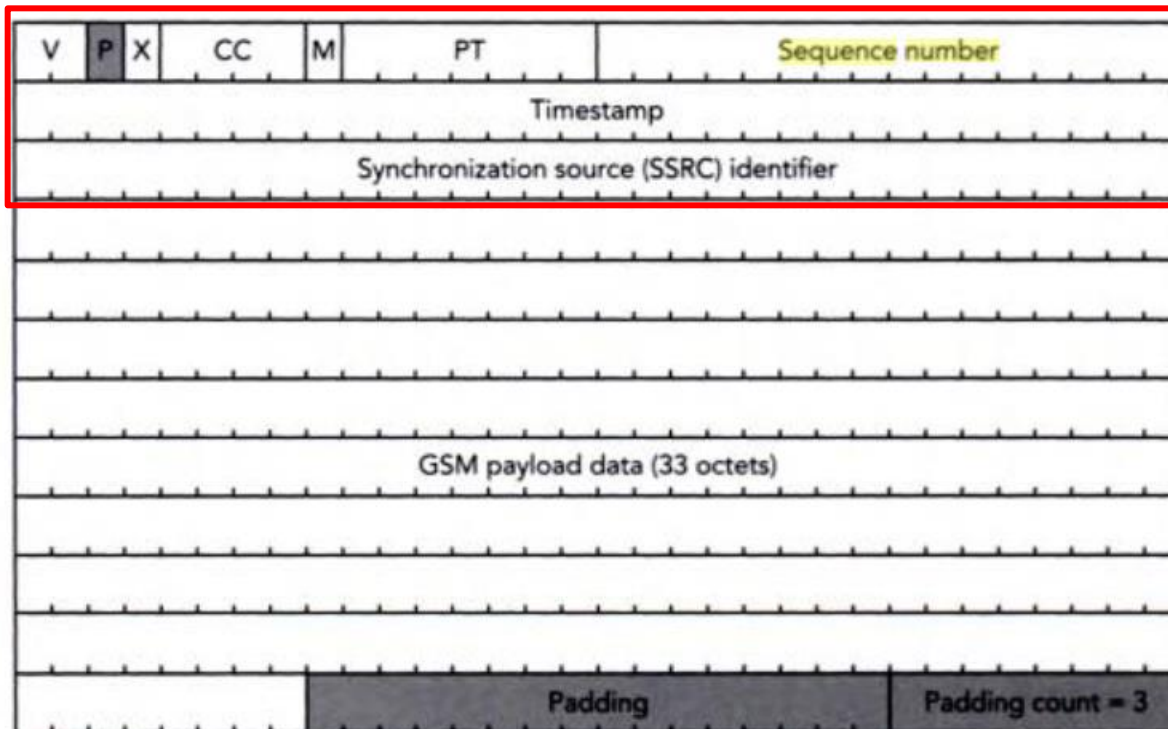 V P X CC M PT Sequence number
Timestamp
Synchronization source (SSRC) identifier
GSM payload data (33 octets)
Padding Padding count = 3